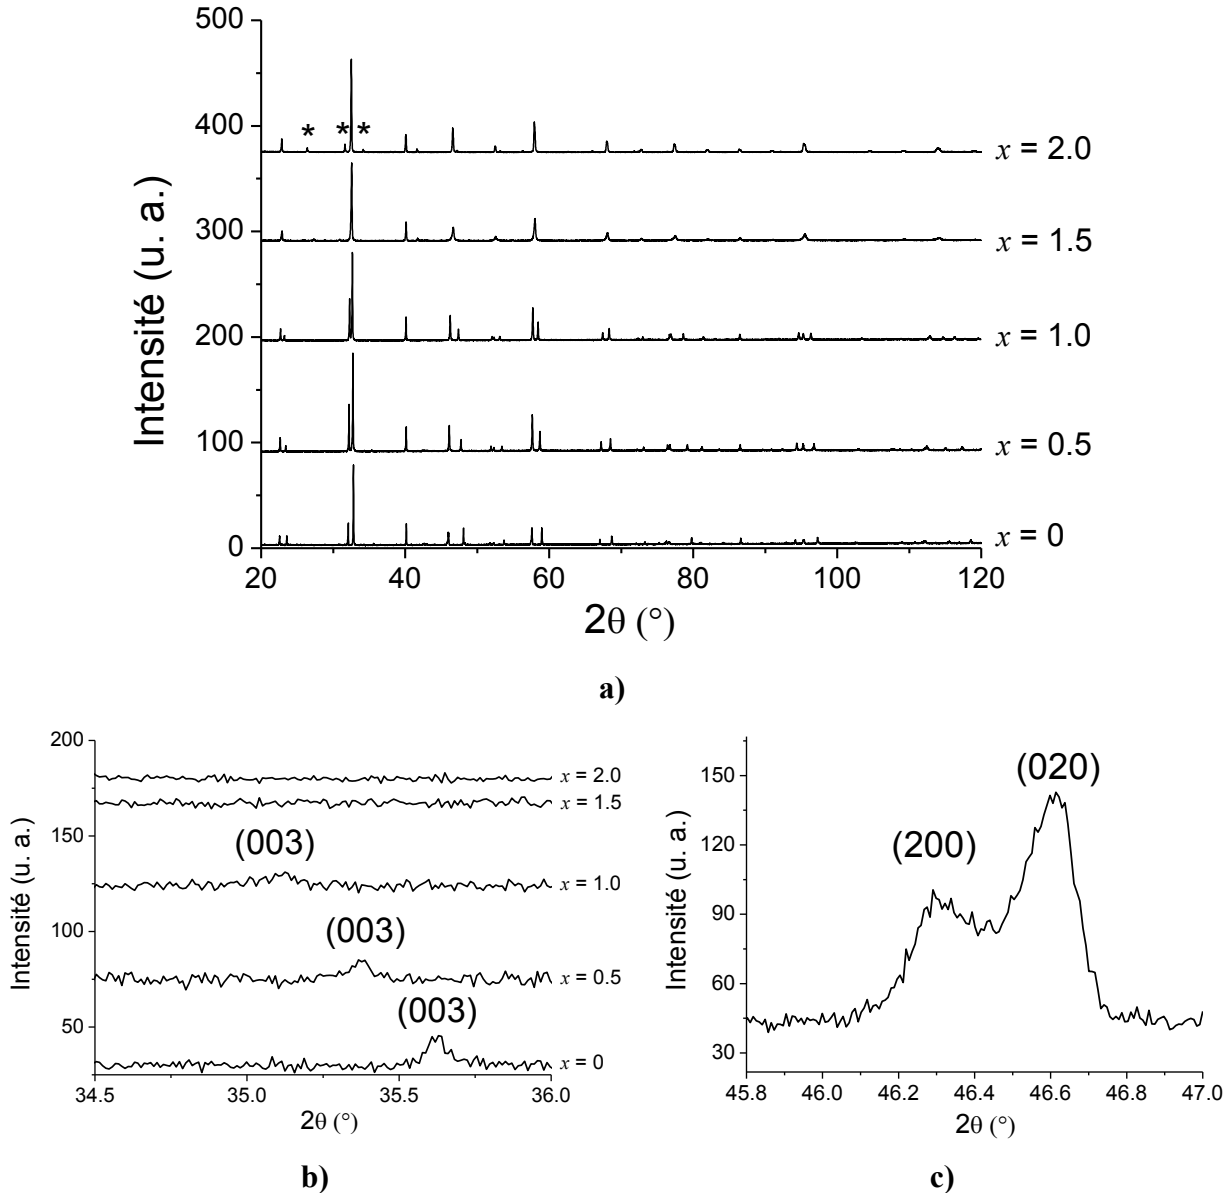 500
400
300
200
100
0
Intensité (u. a.)
* * *
x = 2.0
x = 1.5
x = 1.0
x = 0.5
x = 0
20 40 60 80 100 120
2θ (°)
a)
200
150
100
50
Intensité (u. a.)
x = 2.0
x = 1.5
(003)
x = 1.0
(003)
x = 0.5
(003)
x = 0
34.5 35.0 35.5 36.0
2θ (°)
b)
150
120
90
60
30
Intensité (u. a.)
(020)
(200)
45.8 46.0 46.2 46.4 46.6 46.8 47.0
2θ (°)
c)